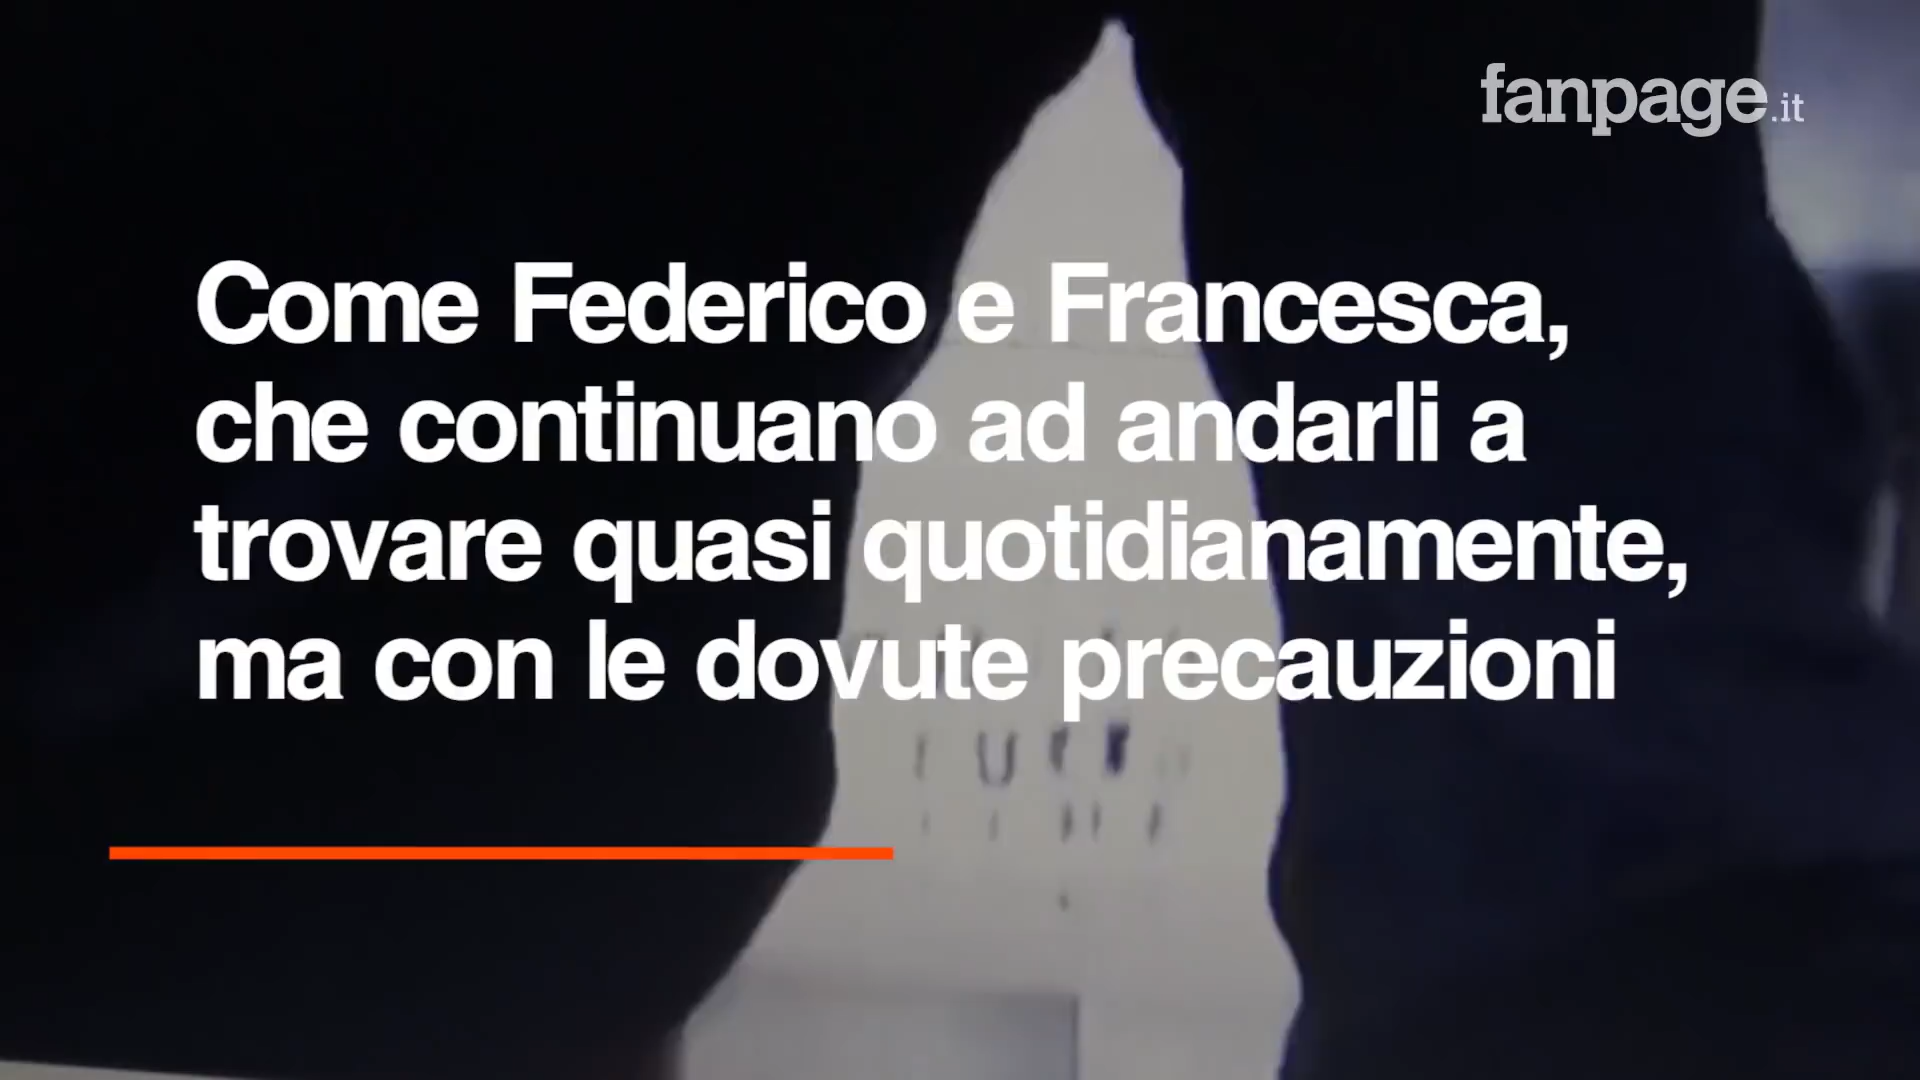 fanpage.it
Come Federico e Francesca,
che continuano ad andarli a
trovare quasi quotidianamente,
ma con le dovute precauzioni